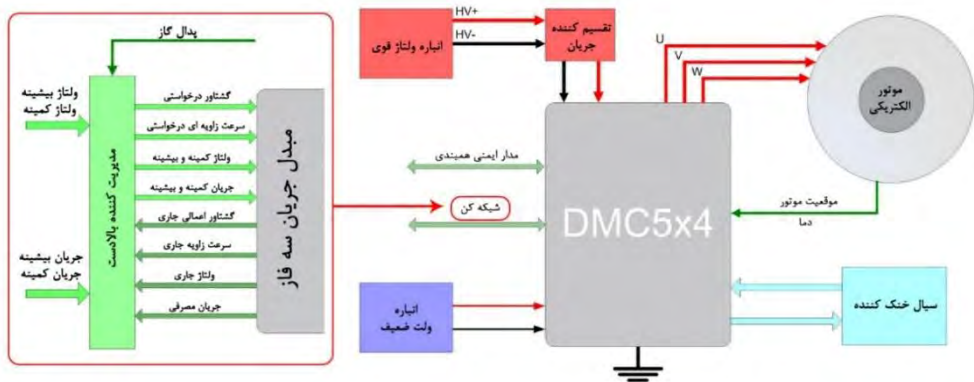 پدال گاز
ولتاژ بیشینه
ولتاژ کمینه
جریان بیشینه
جریان کمینه
مدیریت کننده بالادست
گشتاور درخواستی
سرعت زاویه ای درخواستی
ولتاژ کمینه و بیشینه
جریان کمینه و بیشینه
گشتاور اعمالی جاری
سرعت زاویه جاری
ولتاژ جاری
جریان مصرفی
مبدل جریان سه فاز
انباره ولتاژ قوی
HV+
HV-
تقسیم کننده
جریان
U
V
W
موتور
الکتریکی
مدار ایمنی همبندی
شبکه کن
DMC5x4
موقعیت موتور
دما
انباره
ولت ضعیف
سیال خنک کننده